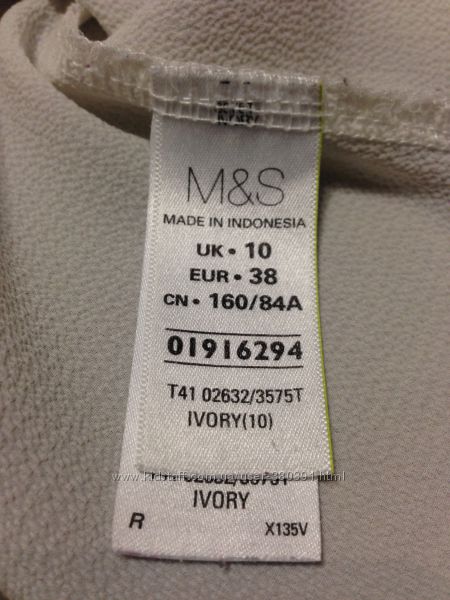 M&S
MADE IN INDONESIA
UK • 10
EUR • 38
CN • 160/84A
01916294
T41 02632/3575T
IVORY(10)
IVORY
R
X135V